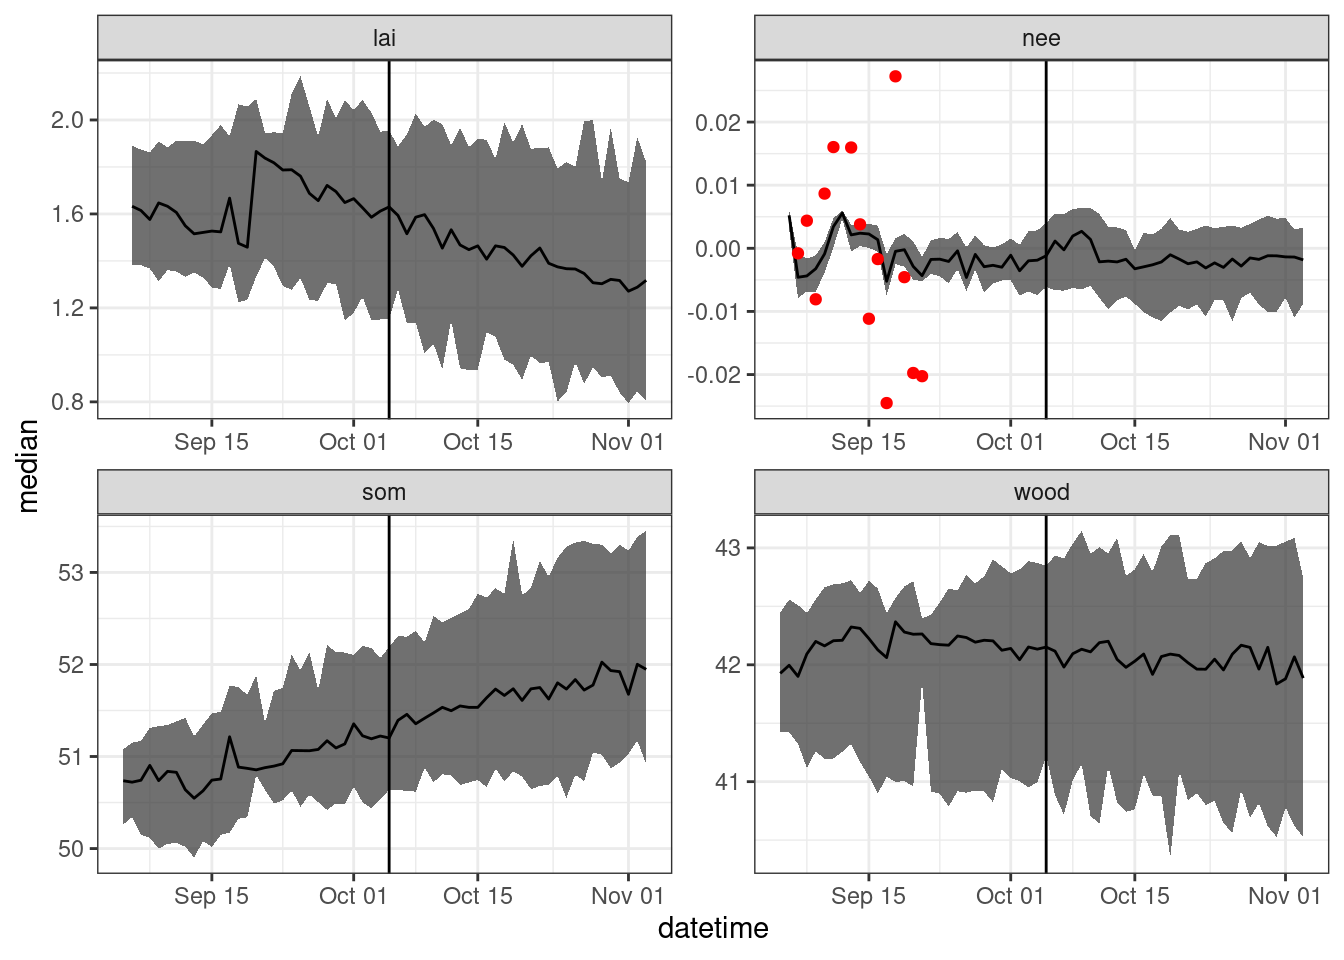 lai
nee
2.0
1.6
1.2
0.8
0.02
0.01
0.00
-0.01
-0.02
Sep 15 Oct 01 Oct 15 Nov 01
Sep 15 Oct 01 Oct 15 Nov 01
median
som
wood
53
52
51
50
43
42
41
Sep 15 Oct 01 Oct 15 Nov 01
Sep 15 Oct 01 Oct 15 Nov 01
datetime